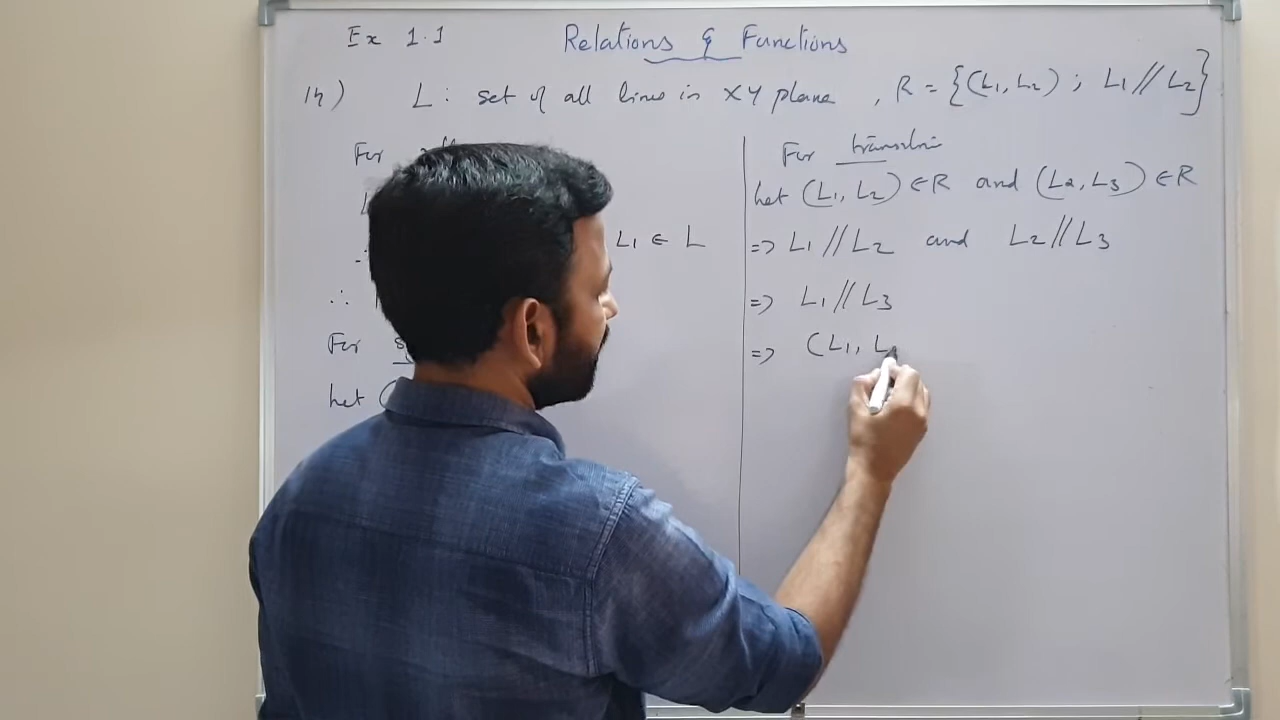 Ex 1.1
Relations & Functions
14) L : set of all lines in XY plane , R = {(L₁, L₂) ; L₁ // L₂}
For
L₁ ∈ L
∴
For
Let (
For transitive
Let (L₁, L₂) ∈ R and (L₂, L₃) ∈ R
=> L₁ // L₂ and L₂ // L₃
=> L₁ // L₃
=> (L₁, L